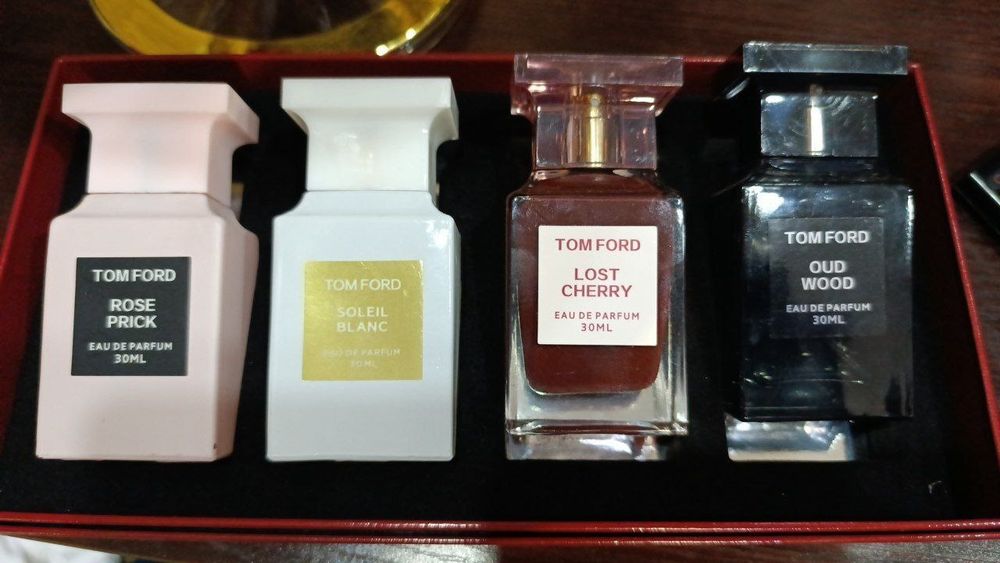 TOM FORD
ROSE
PRICK
EAU DE PARFUM
30ML
TOM FORD
SOLEIL
BLANC
EAU DE PARFUM
30ML
TOM FORD
LOST
CHERRY
EAU DE PARFUM
30ML
TOM FORD
OUD
WOOD
EAU DE PARFUM
30ML